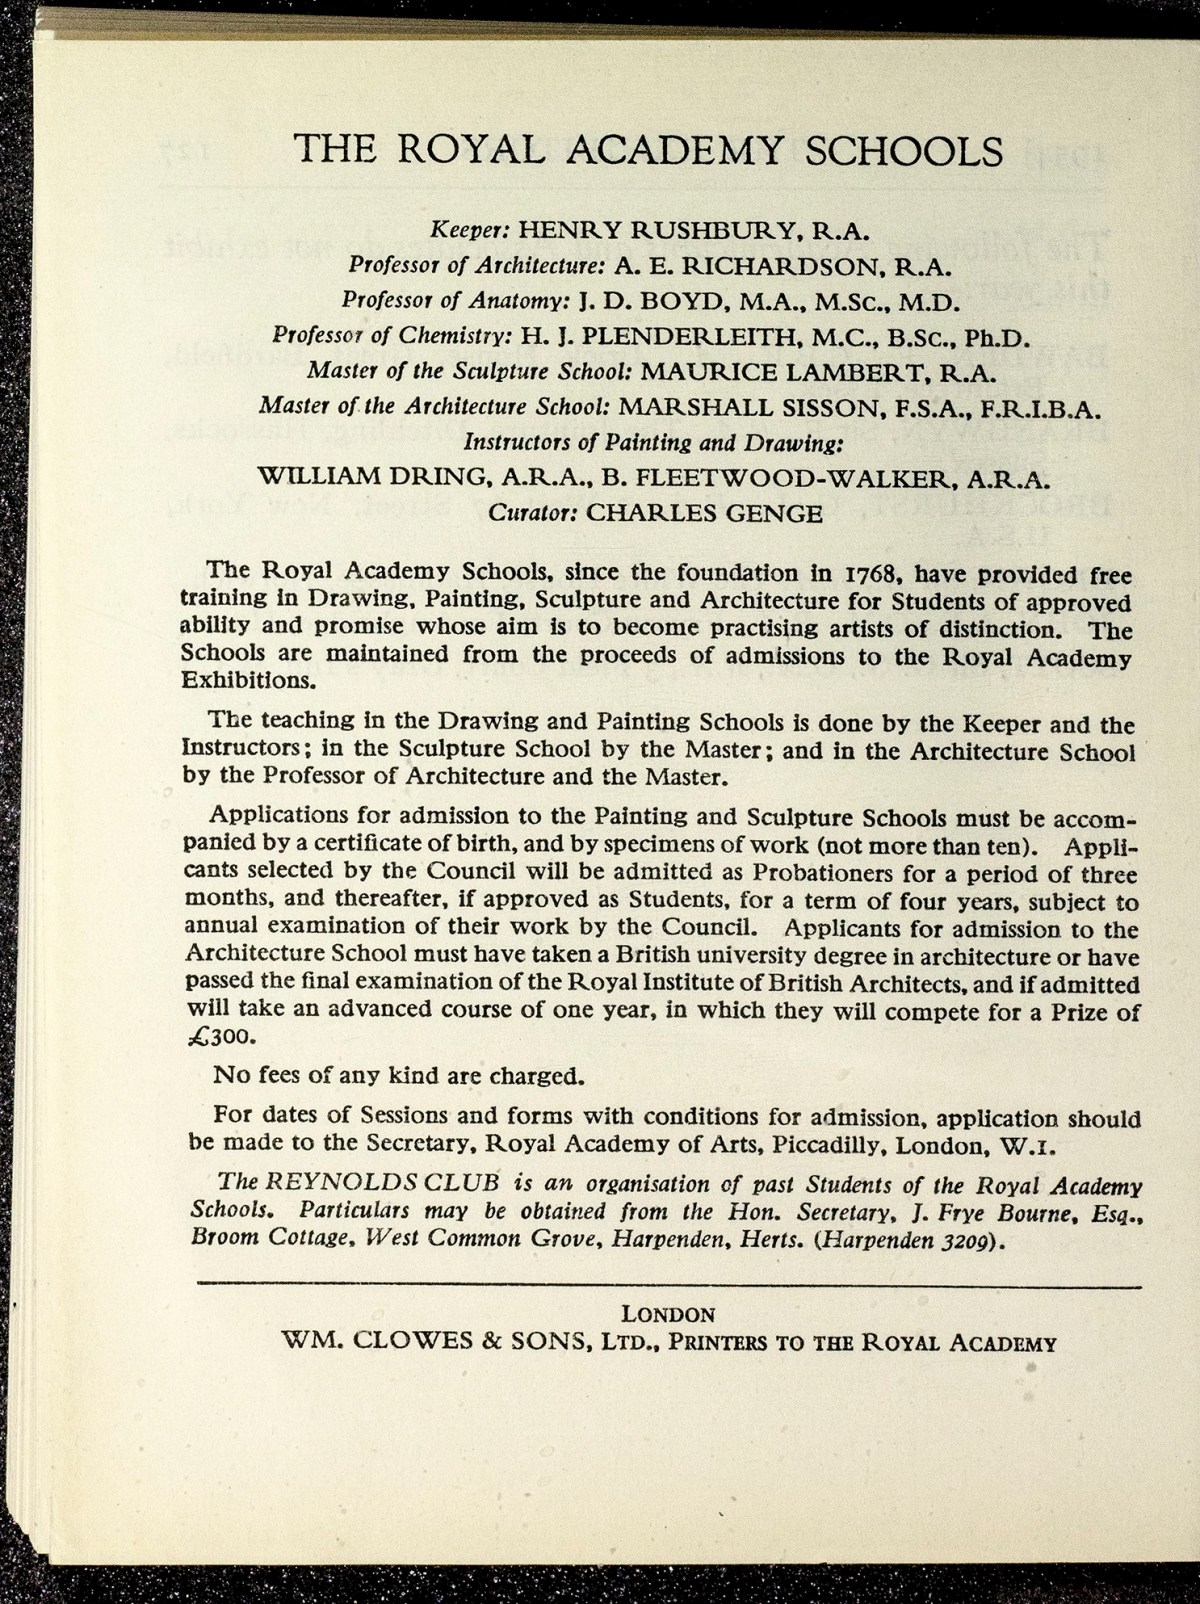 THE ROYAL ACADEMY SCHOOLS
Keeper: HENRY RUSHBURY, R.A.
Professor of Architecture: A. E. RICHARDSON, R.A.
Professor of Anatomy: J. D. BOYD, M.A., M.Sc., M.D.
Professor of Chemistry: H. J. PLENDERLEITH, M.C., B.Sc., Ph.D.
Master of the Sculpture School: MAURICE LAMBERT, R.A.
Master of the Architecture School: MARSHALL SISSON, F.S.A., F.R.I.B.A.
Instructors of Painting and Drawing:
WILLIAM DRING, A.R.A., B. FLEETWOOD-WALKER, A.R.A.
Curator: CHARLES GENGE
The Royal Academy Schools, since the foundation in 1768, have provided free
training in Drawing, Painting, Sculpture and Architecture for Students of approved
ability and promise whose aim is to become practising artists of distinction. The
Schools are maintained from the proceeds of admissions to the Royal Academy
Exhibitions.
The teaching in the Drawing and Painting Schools is done by the Keeper and the
Instructors; in the Sculpture School by the Master; and in the Architecture School
by the Professor of Architecture and the Master.
Applications for admission to the Painting and Sculpture Schools must be accom-
panied by a certificate of birth, and by specimens of work (not more than ten). Appli-
cants selected by the Council will be admitted as Probationers for a period of three
months, and thereafter, if approved as Students, for a term of four years, subject to
annual examination of their work by the Council. Applicants for admission to the
Architecture School must have taken a British university degree in architecture or have
passed the final examination of the Royal Institute of British Architects, and if admitted
will take an advanced course of one year, in which they will compete for a Prize of
£300.
No fees of any kind are charged.
For dates of Sessions and forms with conditions for admission, application should
be made to the Secretary, Royal Academy of Arts, Piccadilly, London, W.1.
The REYNOLDS CLUB is an organisation of past Students of the Royal Academy
Schools. Particulars may be obtained from the Hon. Secretary, J. Frye Bourne, Esq.,
Broom Cottage, West Common Grove, Harpenden, Herts. (Harpenden 3209).
LONDON
WM. CLOWES & SONS, LTD., PRINTERS TO THE ROYAL ACADEMY